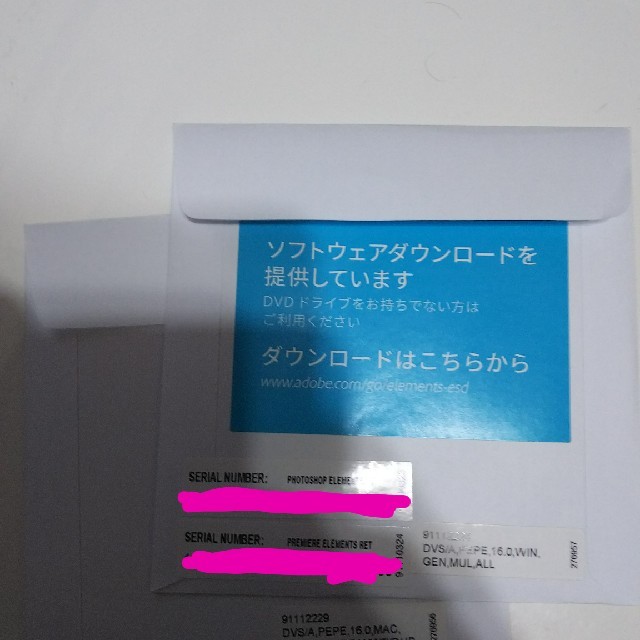 ソフトウェアダウンロードを
提供しています
DVDドライブをお持ちでない方は
ご利用ください
ダウンロードはこちらから
www.adobe.com/go/elements-esd
SERIAL NUMBER: PHOTOSHOP ELEMENT
SERIAL NUMBER: PREMIERE ELEMENTS RET
DVS/A,PEPE,16.0,WIN,
GEN,MUL,ALL
91112229
DVS/A,PEPE,16.0,MAC,